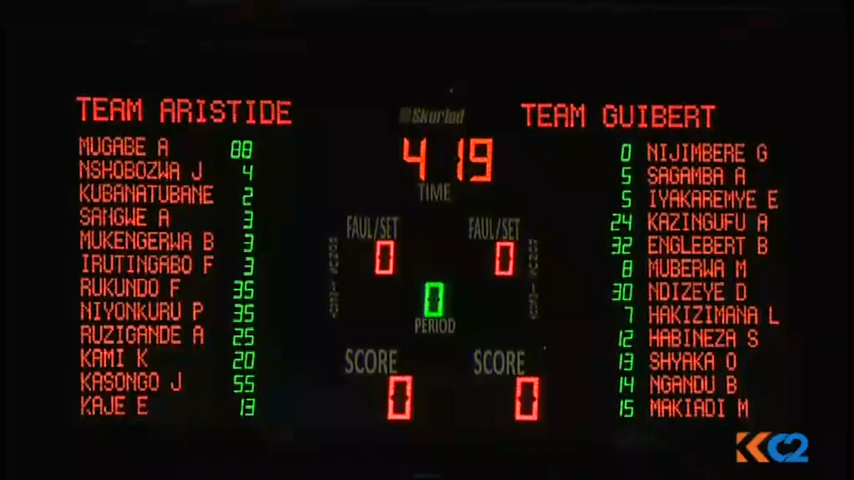 TEAM ARISTIDE
MUGABE A 88
NSHOBOZWA J 4
KUBANATUBANE 2
SANGWE A 3
MUKENGERWA B 3
IRUTINGABO F 3
RUKUNDO F 35
NIYONKURU P 35
RUZIGANDE A 25
KAMI K 20
KASONGO J 55
KAJE E 13
4 19
TIME
FAUL/SET
FAUL/SET
0
0
0
PERIOD
SCORE
SCORE
0
0
TEAM GUIBERT
0 NIJIMBERE G
5 SAGAMBA A
5 IYAKAREMYE E
24 KAZINGUFU A
32 ENGLEBERT B
8 MUBERWA M
30 NDIZEYE D
7 HAKIZIMANA L
12 HABINEZA S
13 SHYAKA O
14 NGANDU B
15 MAKIADI M
KC2